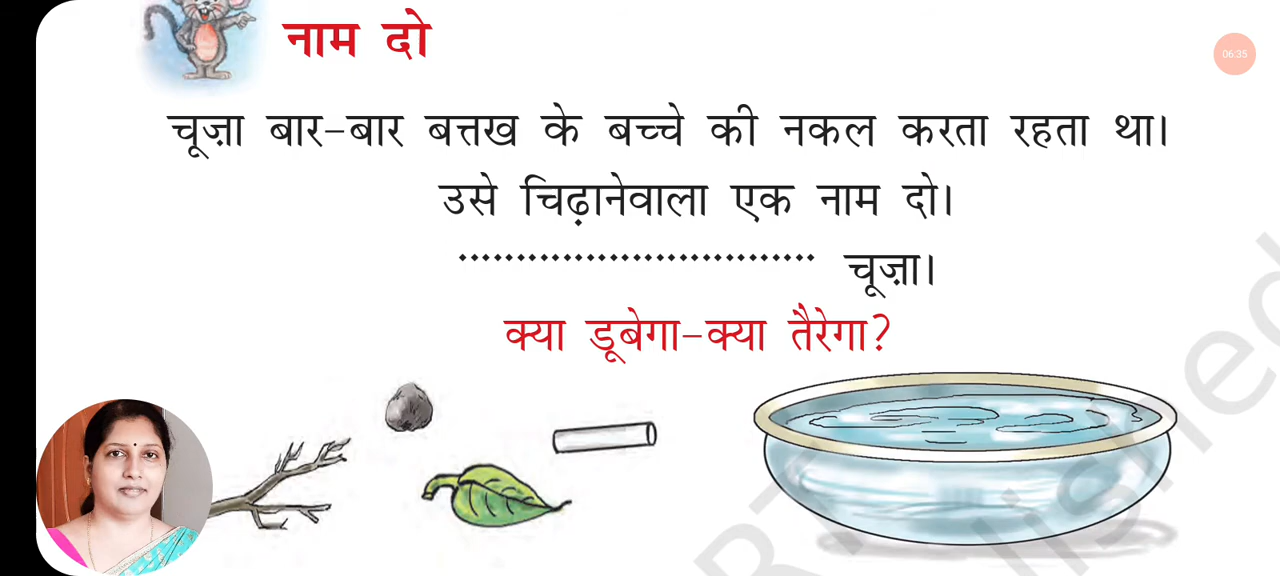 नाम दो
06:35
चूज़ा बार-बार बत्तख के बच्चे की नकल करता रहता था।
उसे चिढ़ानेवाला एक नाम दो।
.............................. चूज़ा।
क्या डूबेगा-क्या तैरेगा?